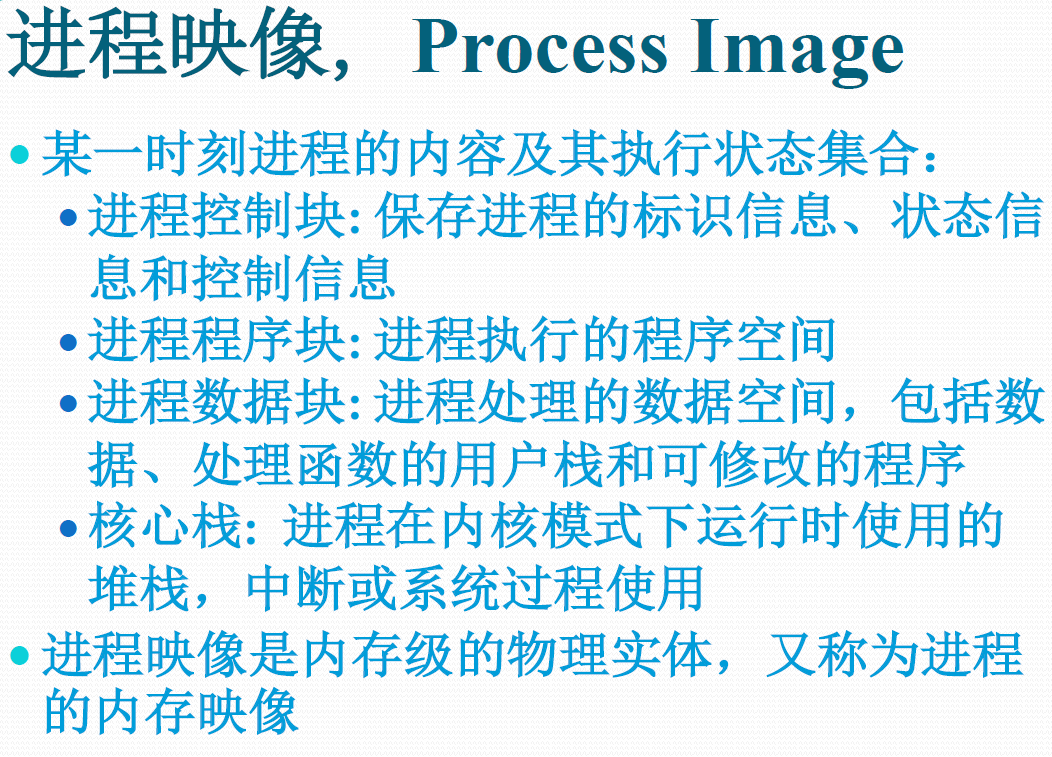 进程映像，Process Image
• 某一时刻进程的内容及其执行状态集合：
• 进程控制块: 保存进程的标识信息、状态信
息和控制信息
• 进程程序块: 进程执行的程序空间
• 进程数据块: 进程处理的数据空间，包括数
据、处理函数的用户栈和可修改的程序
• 核心栈: 进程在内核模式下运行时使用的
堆栈，中断或系统过程使用
• 进程映像是内存级的物理实体，又称为进程
的内存映像